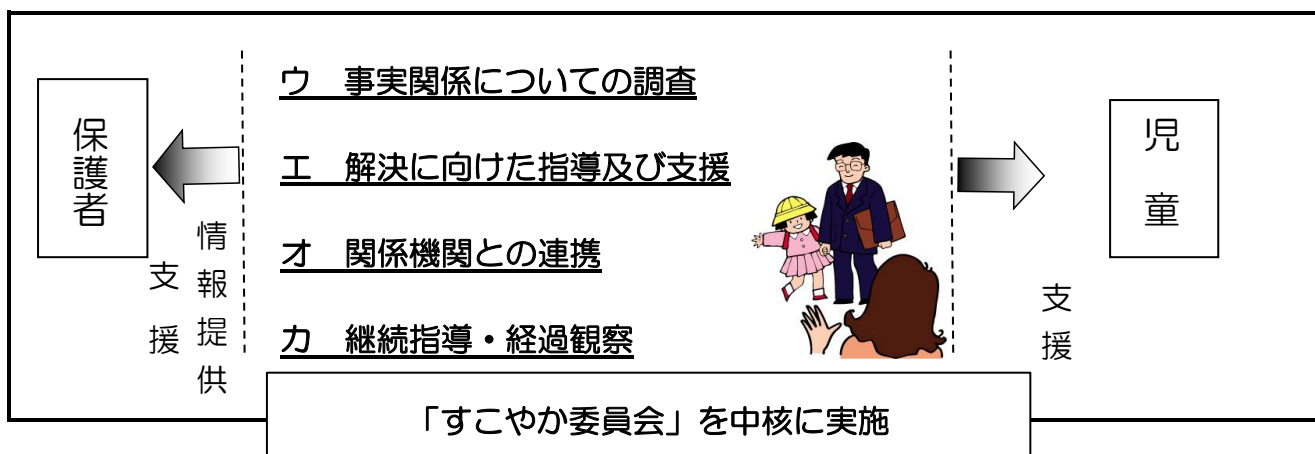 保護者
情報提供
支援
ウ 事実関係についての調査
エ 解決に向けた指導及び支援
オ 関係機関との連携
カ 継続指導・経過観察
児童
支援
「すこやか委員会」を中核に実施